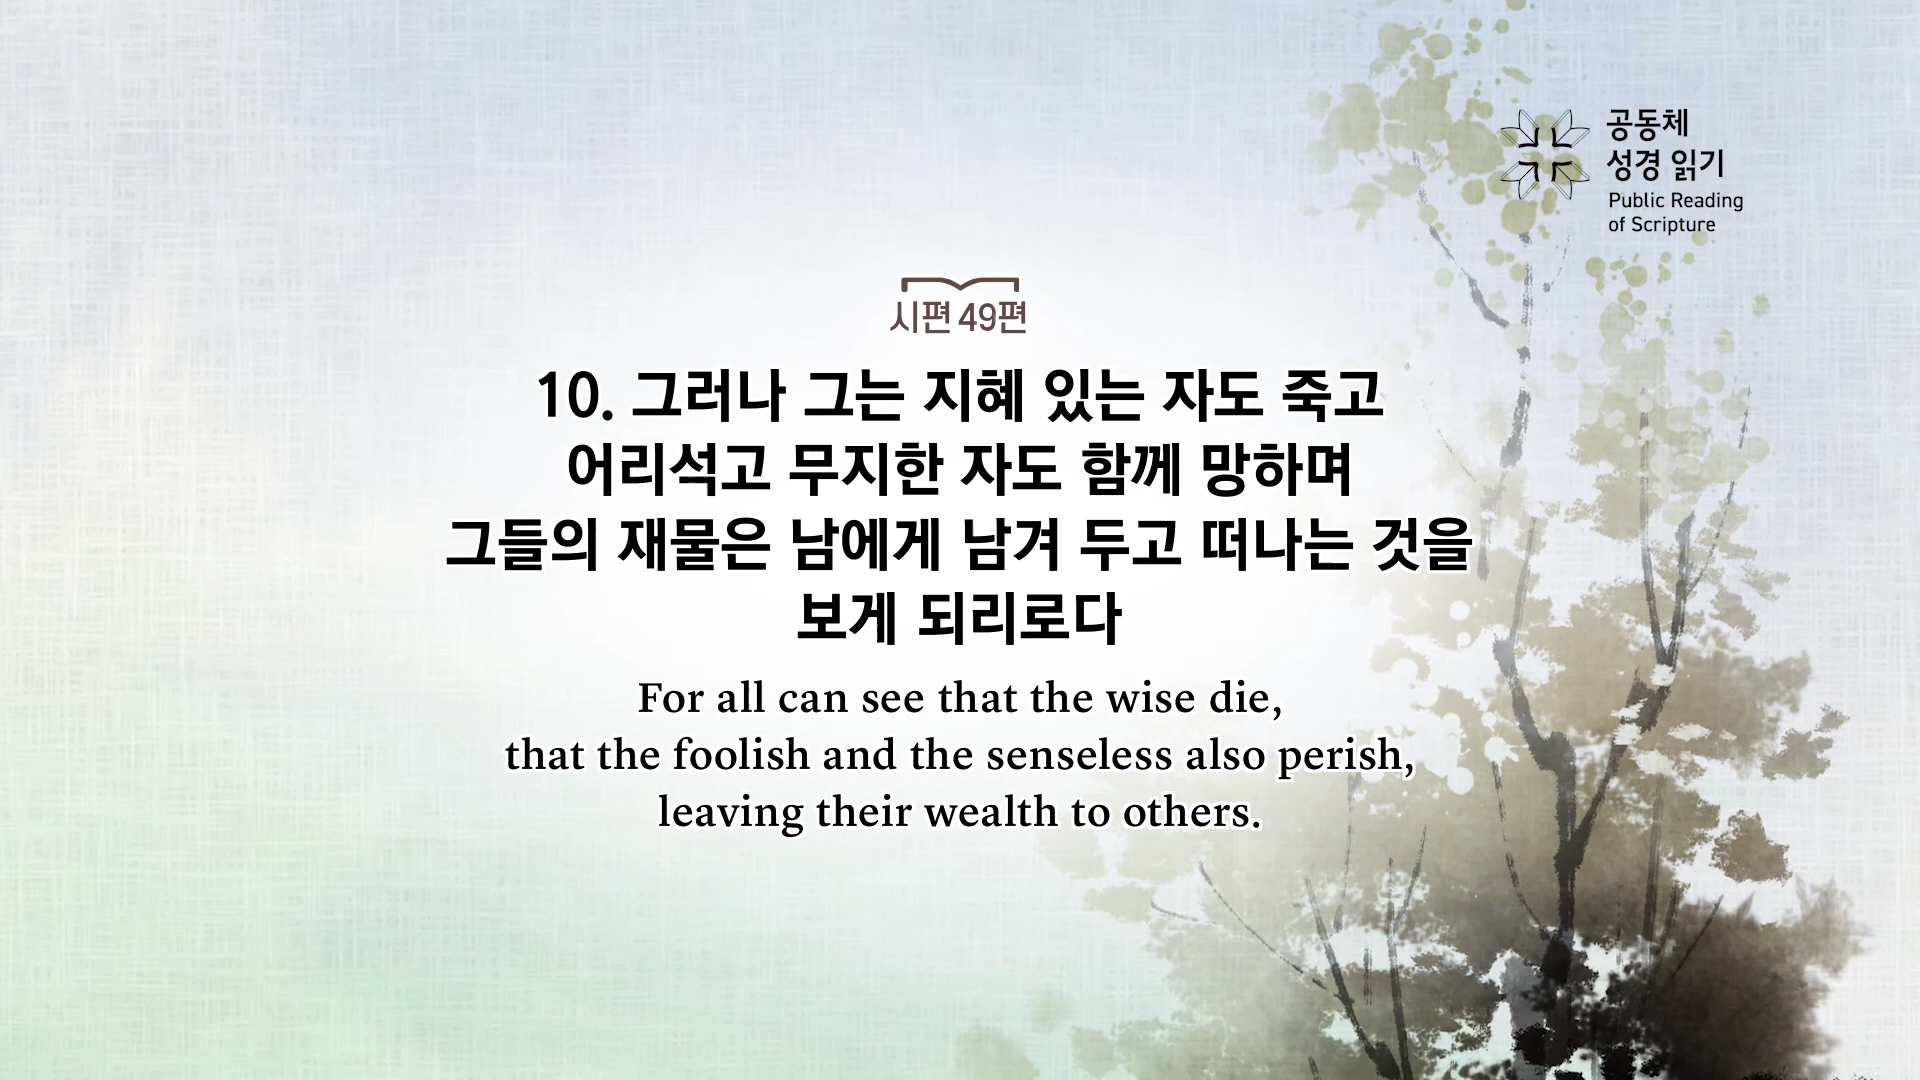 공동체
성경 읽기
Public Reading
of Scripture
시편 49편
10. 그러나 그는 지혜 있는 자도 죽고
어리석고 무지한 자도 함께 망하며
그들의 재물은 남에게 남겨 두고 떠나는 것을
보게 되리로다
For all can see that the wise die,
that the foolish and the senseless also perish,
leaving their wealth to others.